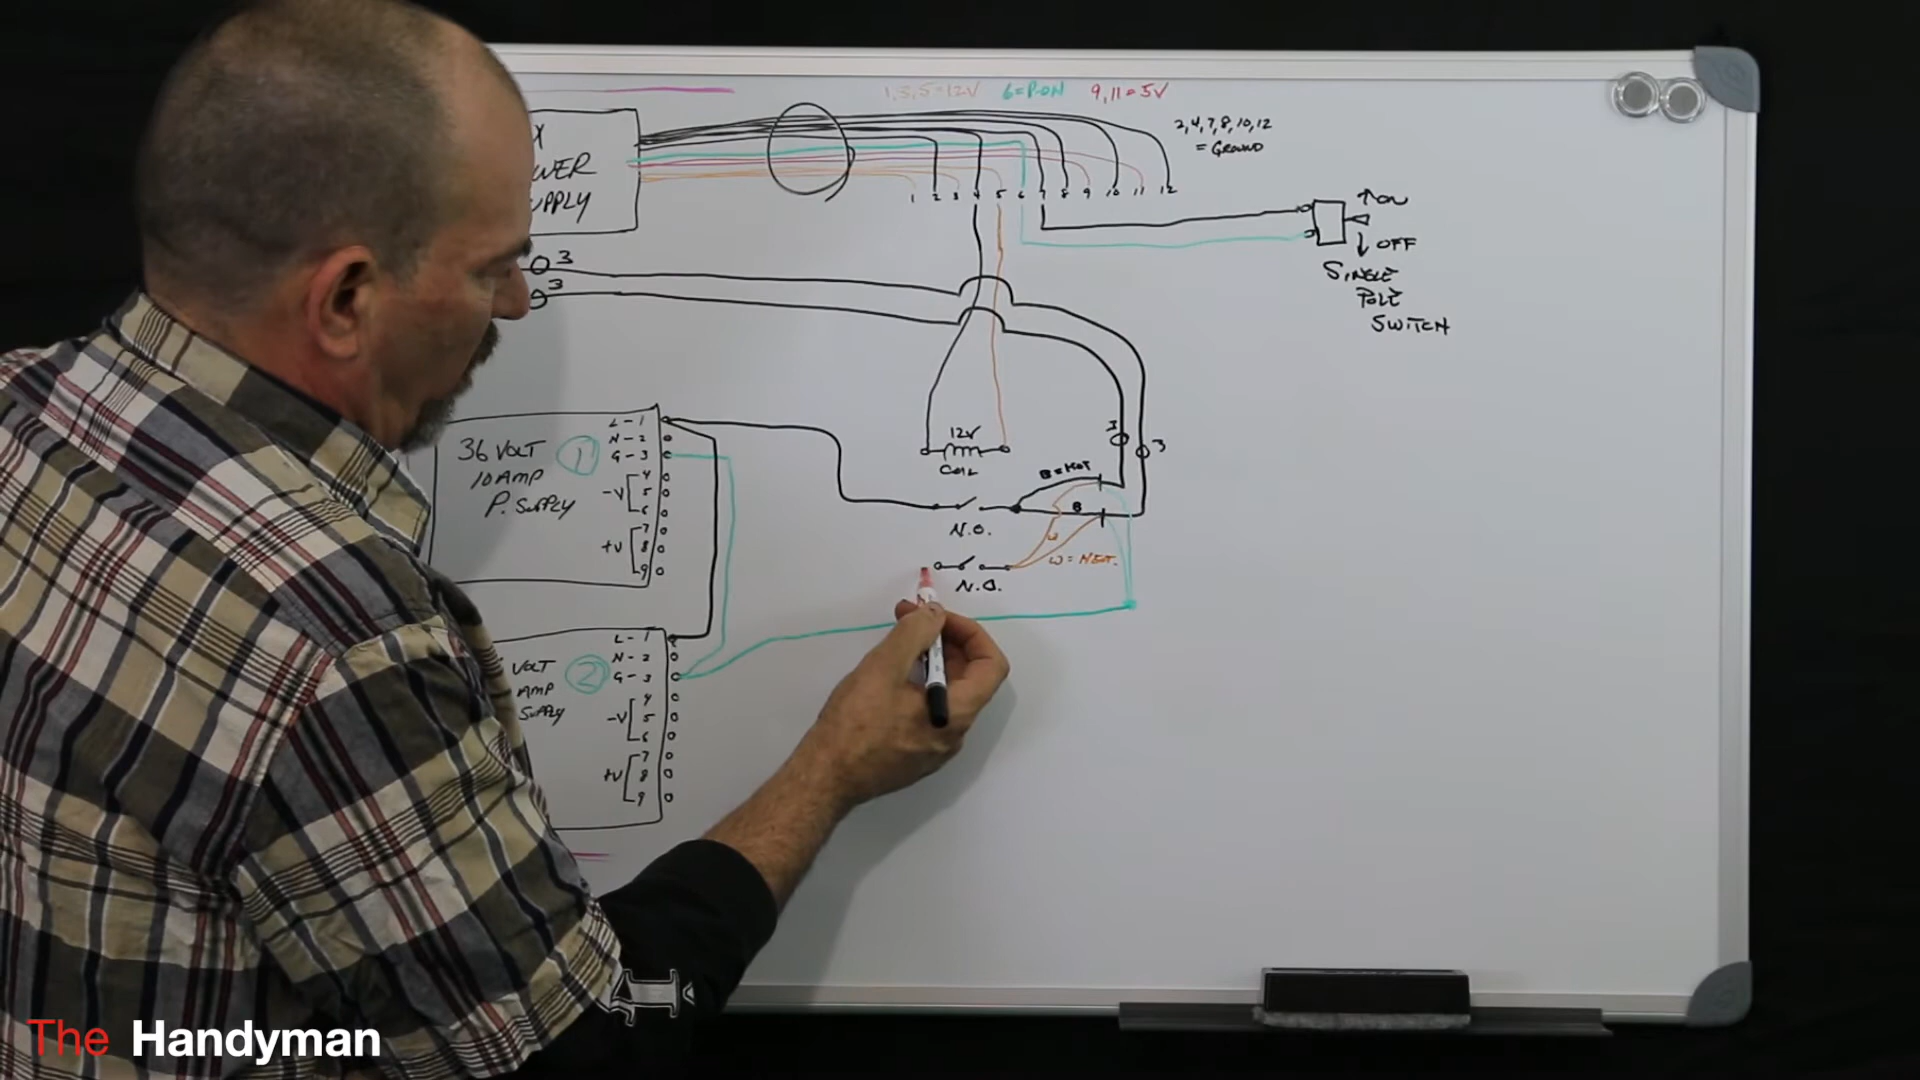 1,3,5=12V 6=P.ON 9,11=5V
2,4,7,8,10,12
= GROUND
X
WER
UPPLY
1 2 3 4 5 6 7 8 9 10 11 12
↑ON
↓ OFF
SINGLE
POLE
SWITCH
3
3
36 VOLT
10 AMP
P. SUPPLY
1
L-1
N-2
G-3
4
-V 5
6
7
+V 8
9
12V
COIL
3
3
B=HOT
B
N.O.
W
W=NEUT.
N.O.
VOLT
AMP
SUPPLY
2
L-1
N-2
G-3
4
-V 5
6
7
+V 8
9
The Handyman